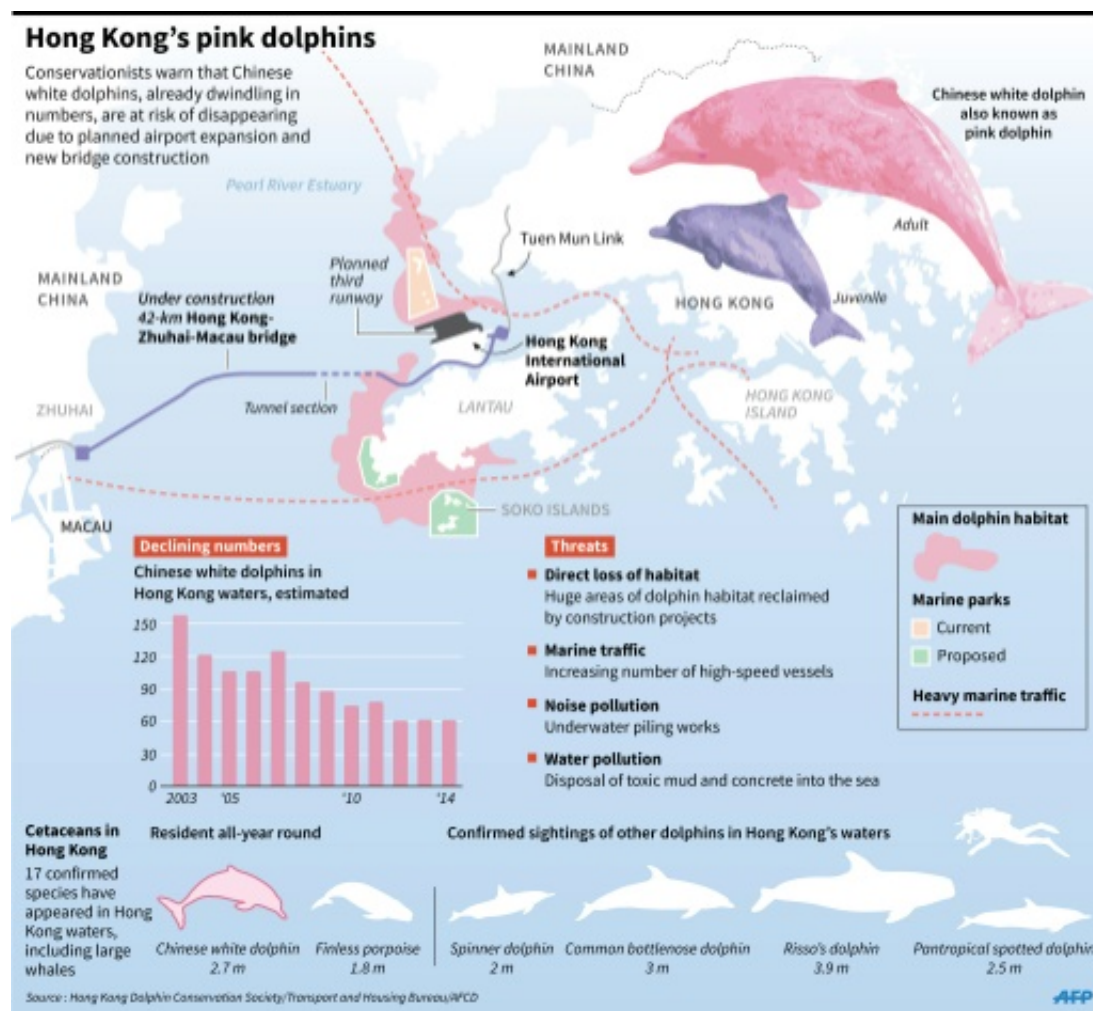 Hong Kong's pink dolphins
Conservationists warn that Chinese
white dolphins, already dwindling in
numbers, are at risk of disappearing
due to planned airport expansion and
new bridge construction
MAINLAND
CHINA
Chinese white dolphin
also known as
pink dolphin
Pearl River Estuary
Adult
Juvenile
Tuen Mun Link
MAINLAND
CHINA
Planned
third
runway
HONG KONG
Under construction
42-km Hong Kong-
Zhuhai-Macau bridge
Hong Kong
International
Airport
ZHUHAI
Tunnel section
LANTAU
HONG KONG
ISLAND
MACAU
SOKO ISLANDS
Main dolphin habitat
Marine parks
Current
Proposed
Heavy marine traffic
Declining numbers
Chinese white dolphins in
Hong Kong waters, estimated
150
120
90
60
30
0
2003 '05 '10 '14
Threats
Direct loss of habitat
Huge areas of dolphin habitat reclaimed
by construction projects
Marine traffic
Increasing number of high-speed vessels
Noise pollution
Underwater piling works
Water pollution
Disposal of toxic mud and concrete into the sea
Cetaceans in
Hong Kong
17 confirmed
species have
appeared in Hong
Kong waters,
including large
whales
Resident all-year round
Chinese white dolphin
2.7 m
Finless porpoise
1.8 m
Confirmed sightings of other dolphins in Hong Kong's waters
Spinner dolphin
2 m
Common bottlenose dolphin
3 m
Risso's dolphin
3.9 m
Pantropical spotted dolphin
2.5 m
Source : Hong Kong Dolphin Conservation Society/Transport and Housing Bureau/AFCD
AFP